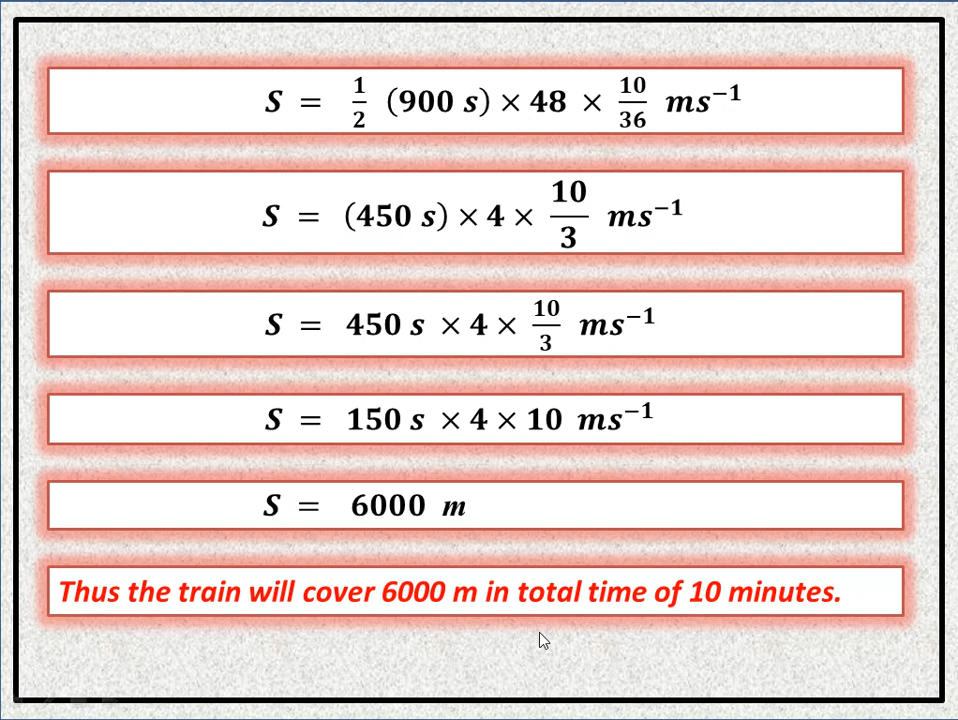 S = 1/2 (900 s) × 48 × 10/36 ms⁻¹
S = (450 s) × 4 × 10/3 ms⁻¹
S = 450 s × 4 × 10/3 ms⁻¹
S = 150 s × 4 × 10 ms⁻¹
S = 6000 m
Thus the train will cover 6000 m in total time of 10 minutes.